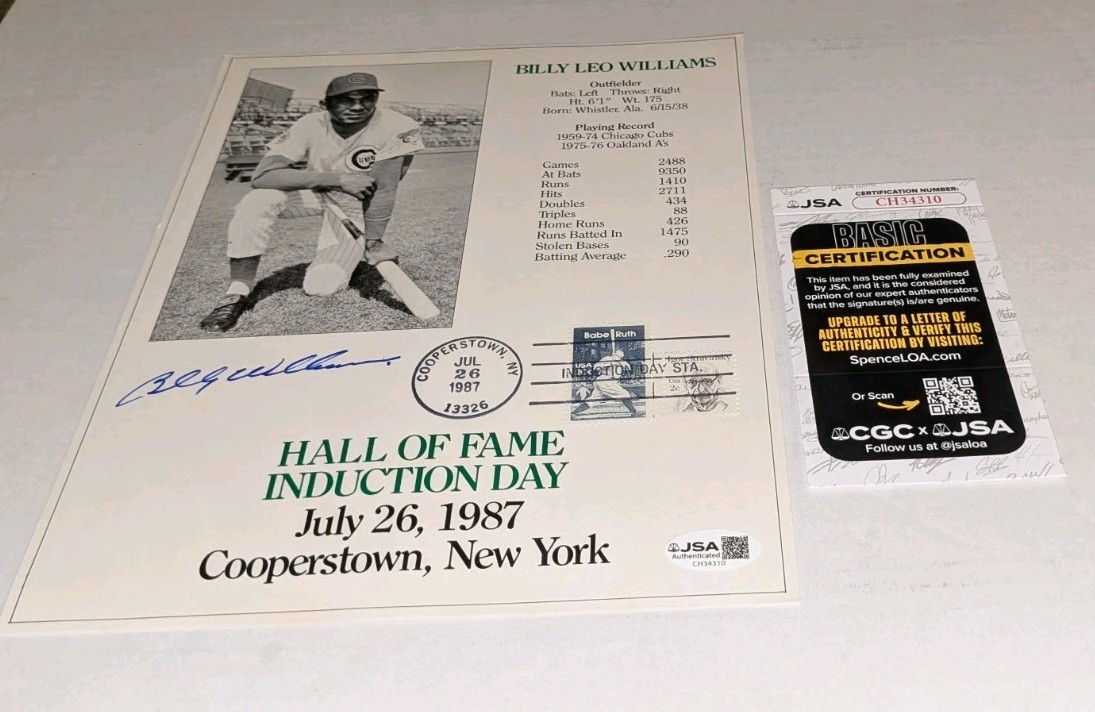 BILLY LEO WILLIAMS
Outfielder
Bats: Left Throws: Right
Ht. 6'1" Wt. 175
Born: Whistler, Ala. 6/15/38
Playing Record
1959-74 Chicago Cubs
1975-76 Oakland A's
Games 2488
At Bats 9350
Runs 1410
Hits 2711
Doubles 434
Triples 88
Home Runs 426
Runs Batted In 1475
Stolen Bases 90
Batting Average .290
Billy Williams
COOPERSTOWN, NY
JUL
26
1987
13326
Babe Ruth
USA
Igor Stravinsky
USA
2c
INDUCTION DAY STA.
HALL OF FAME
INDUCTION DAY
July 26, 1987
Cooperstown, New York
JSA
Authenticated
CH34310
JSA
CERTIFICATION NUMBER:
CH34310
BASIC
CERTIFICATION
This item has been fully examined
by JSA, and it is the considered
opinion of our expert authenticators
that the signature(s) is/are genuine.
UPGRADE TO A LETTER OF
AUTHENTICITY & VERIFY THIS
CERTIFICATION BY VISITING:
SpenceLOA.com
Or Scan
CGC x JSA
Follow us at @jsaloa